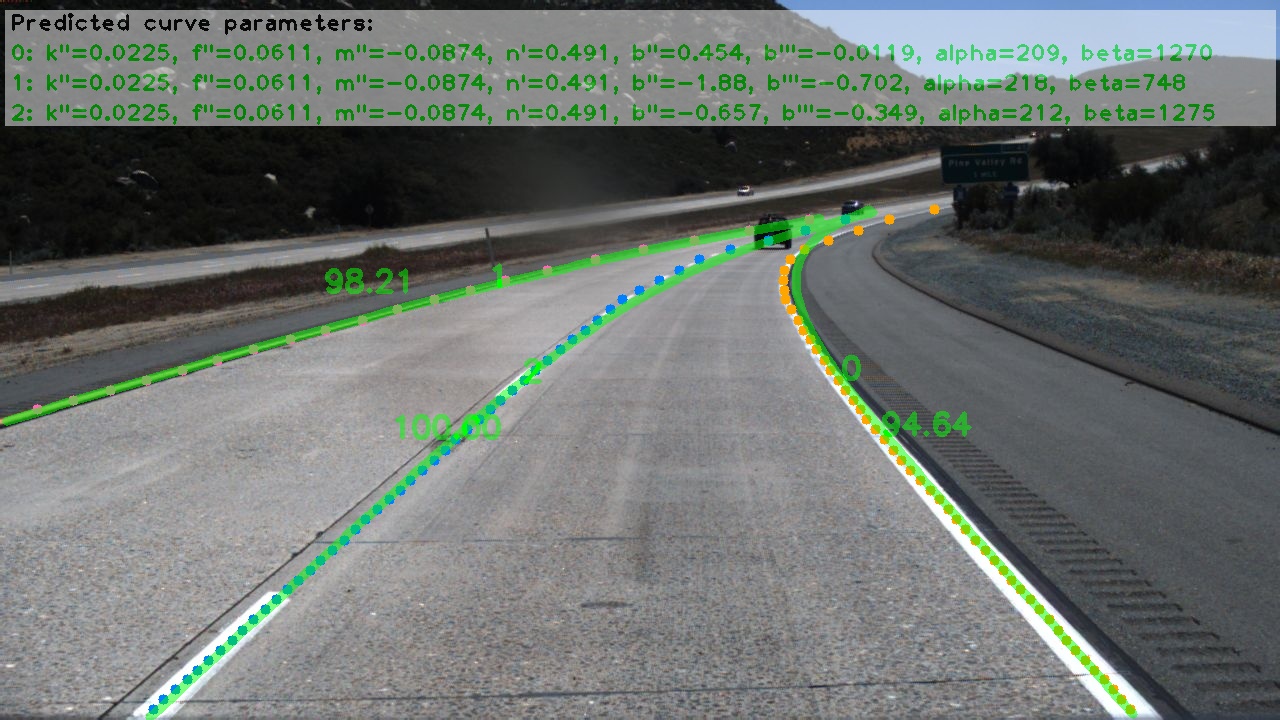 Predicted curve parameters:
0: k''=0.0225, f''=0.0611, m''=-0.0874, n'=0.491, b''=0.454, b'''=-0.0119, alpha=209, beta=1270
1: k''=0.0225, f''=0.0611, m''=-0.0874, n'=0.491, b''=-1.88, b'''=-0.702, alpha=218, beta=748
2: k''=0.0225, f''=0.0611, m''=-0.0874, n'=0.491, b''=-0.657, b'''=-0.349, alpha=212, beta=1275
Pine Valley Rd
1 MILE
98.21
1
2
0
100.00
94.64